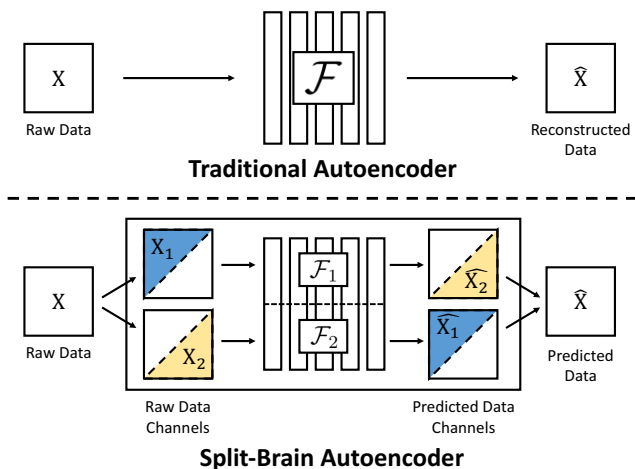 X
Raw Data
ℱ
X̂
Reconstructed
Data
Traditional Autoencoder
X
Raw Data
X₁
X₂
Raw Data
Channels
ℱ₁
ℱ₂
X̂₂
X̂₁
Predicted Data
Channels
X̂
Predicted
Data
Split-Brain Autoencoder